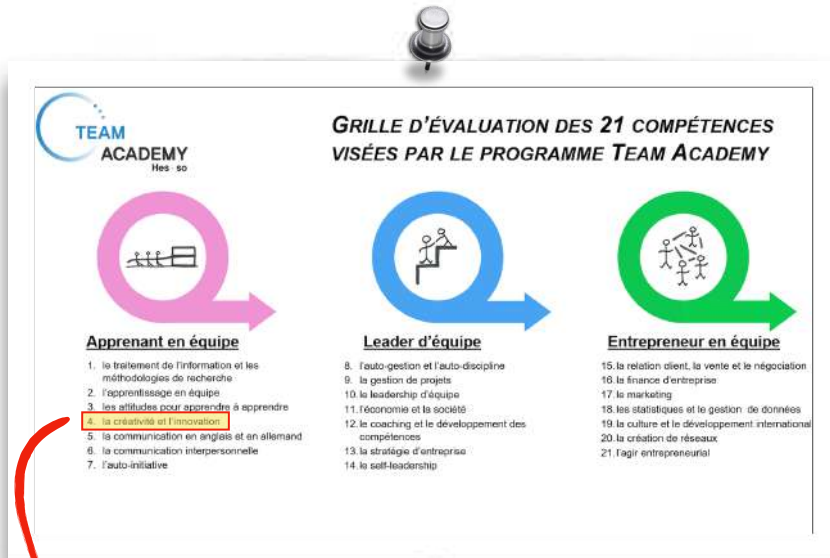 TEAM
ACADEMY
Hes·so
GRILLE D'ÉVALUATION DES 21 COMPÉTENCES
VISÉES PAR LE PROGRAMME TEAM ACADEMY
Apprenant en équipe
1. le traitement de l'information et les
méthodologies de recherche
2. l'apprentissage en équipe
3. les attitudes pour apprendre à apprendre
4. la créativité et l'innovation
5. la communication en anglais et en allemand
6. la communication interpersonnelle
7. l'auto-initiative
Leader d'équipe
8. l'auto-gestion et l'auto-discipline
9. la gestion de projets
10. le leadership d'équipe
11. l'économie et la société
12. le coaching et le développement des
compétences
13. la stratégie d'entreprise
14. le self-leadership
Entrepreneur en équipe
15. la relation client, la vente et le négociation
16. la finance d'entreprise
17. le marketing
18. les statistiques et le gestion de données
19. la culture et le développement international
20. la création de réseaux
21. l'agir entrepreneurial